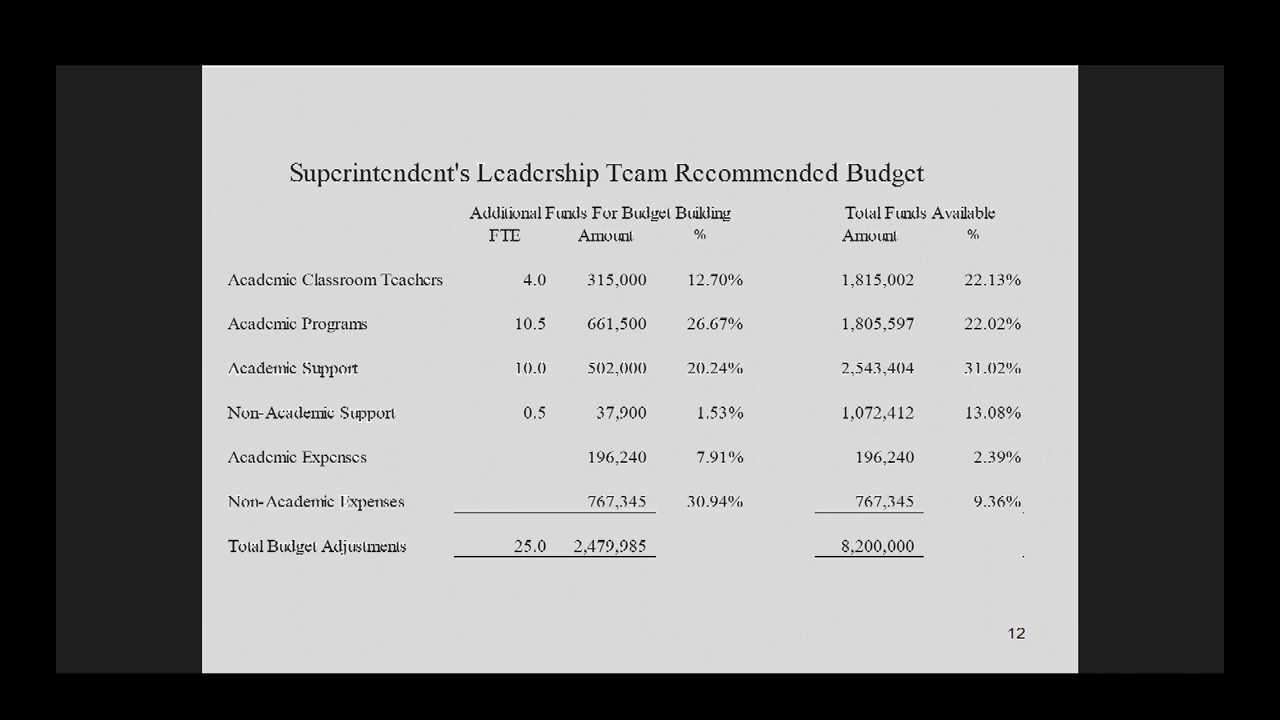 Superintendent's Leadership Team Recommended Budget
Additional Funds For Budget Building Total Funds Available
FTE Amount % Amount %
Academic Classroom Teachers 4.0 315,000 12.70% 1,815,002 22.13%
Academic Programs 10.5 661,500 26.67% 1,805,597 22.02%
Academic Support 10.0 502,000 20.24% 2,543,404 31.02%
Non-Academic Support 0.5 37,900 1.53% 1,072,412 13.08%
Academic Expenses 196,240 7.91% 196,240 2.39%
Non-Academic Expenses 767,345 30.94% 767,345 9.36%
Total Budget Adjustments 25.0 2,479,985 8,200,000
12